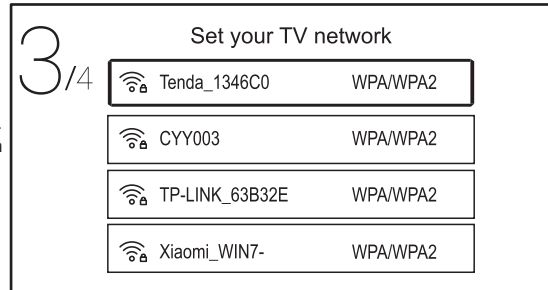 Set your TV network
3/4
Tenda_1346C0 WPA/WPA2
CYY003 WPA/WPA2
TP-LINK_63B32E WPA/WPA2
Xiaomi_WIN7- WPA/WPA2